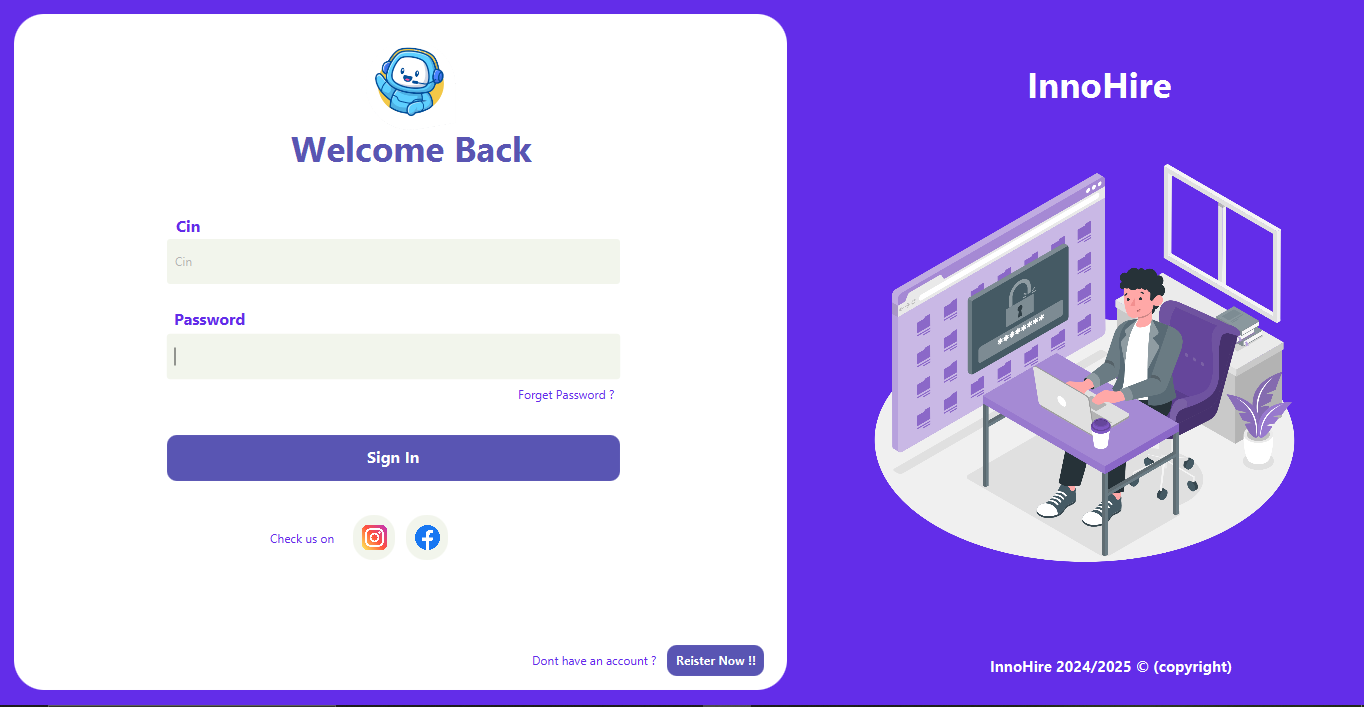 Welcome Back
Cin
Cin
Password
Forget Password ?
Sign In
Check us on
Dont have an account ?
Reister Now !!
InnoHire
********
InnoHire 2024/2025 © (copyright)